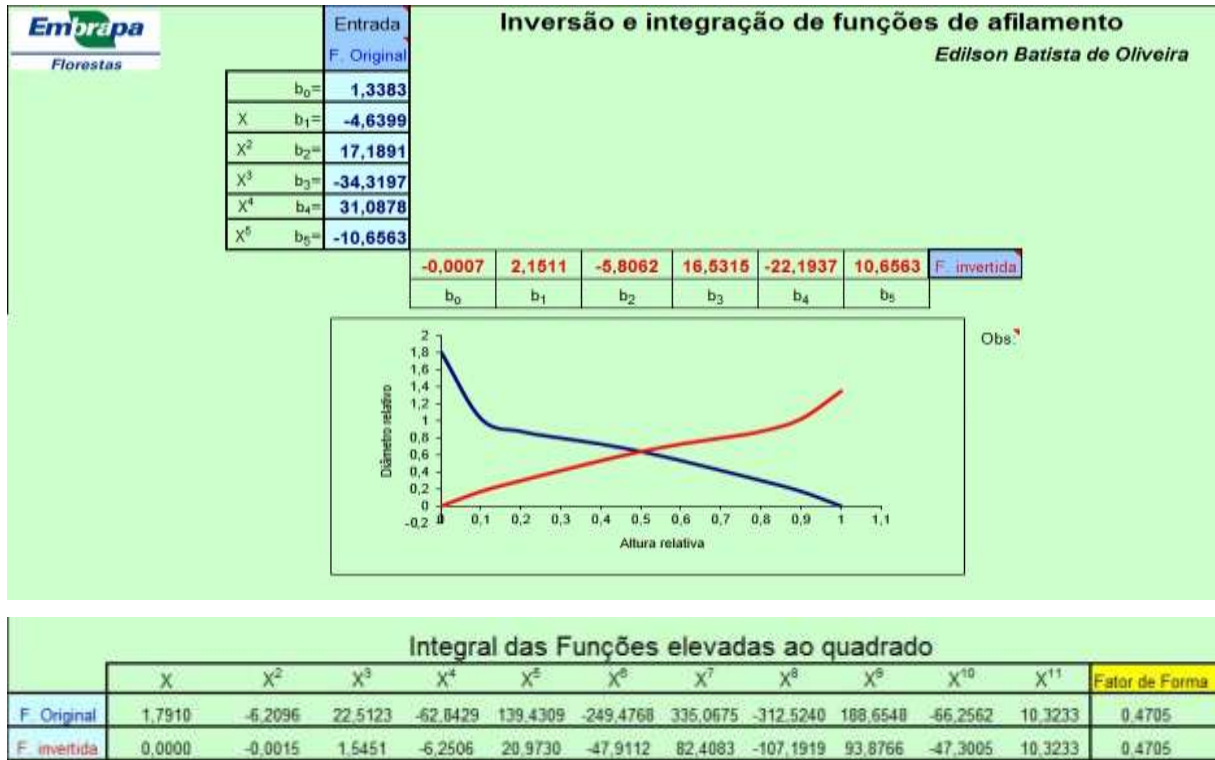 Embrapa
Florestas
Entrada
F. Original
Inversão e integração de funções de afilamento
Edilson Batista de Oliveira
b₀= 1,3383
X b₁= -4,6399
X² b₂= 17,1891
X³ b₃= -34,3197
X⁴ b₄= 31,0878
X⁵ b₅= -10,6563
-0,0007 2,1511 -5,8062 16,5315 -22,1937 10,6563 F. invertida
b₀ b₁ b₂ b₃ b₄ b₅
Obs:
Diâmetro relativo
2
1,8
1,6
1,4
1,2
1
0,8
0,6
0,4
0,2
0
-0,2
0 0,1 0,2 0,3 0,4 0,5 0,6 0,7 0,8 0,9 1 1,1
Altura relativa
Integral das Funções elevadas ao quadrado
X X² X³ X⁴ X⁵ X⁶ X⁷ X⁸ X⁹ X¹⁰ X¹¹ Fator de Forma
F. Original 1,7910 -6,2096 22,5123 -62,8429 139,4309 -249,4768 335,0675 -312,5240 188,6548 -66,2562 10,3233 0,4705
F. invertida 0,0000 -0,0015 1,5451 -6,2506 20,9730 -47,9112 82,4083 -107,1919 93,8766 -47,3005 10,3233 0,4705